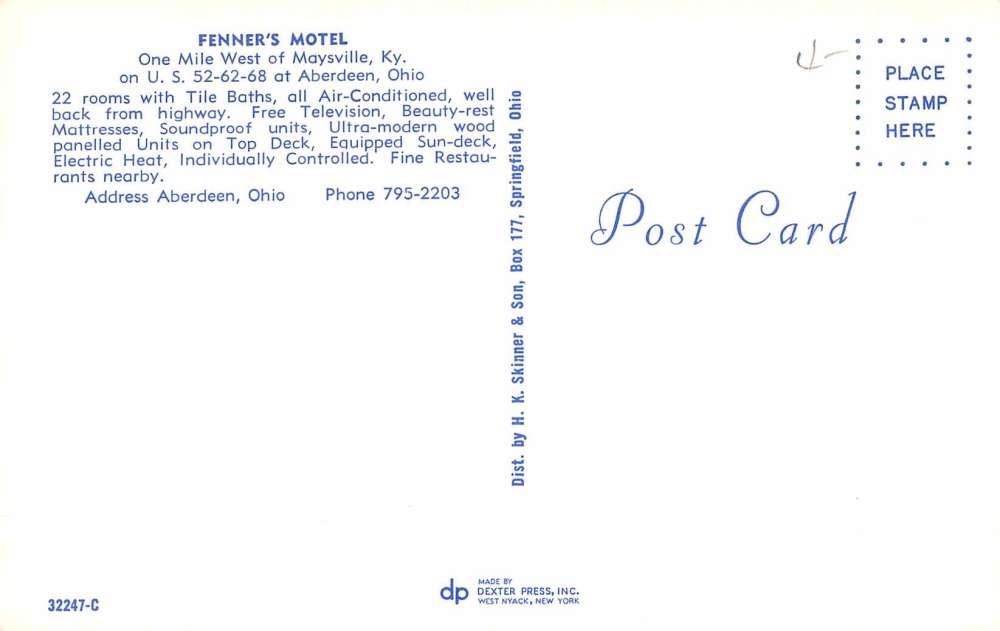 FENNER'S MOTEL
One Mile West of Maysville, Ky.
on U. S. 52-62-68 at Aberdeen, Ohio
22 rooms with Tile Baths, all Air-Conditioned, well
back from highway. Free Television, Beauty-rest
Mattresses, Soundproof units, Ultra-modern wood
panelled Units on Top Deck, Equipped Sun-deck,
Electric Heat, Individually Controlled. Fine Restau-
rants nearby.
Address Aberdeen, Ohio Phone 795-2203
32247-C
Dist. by H. K. Skinner & Son, Box 177, Springfield, Ohio
dp
MADE BY
DEXTER PRESS, INC.
WEST NYACK, NEW YORK
PLACE
STAMP
HERE
Post Card